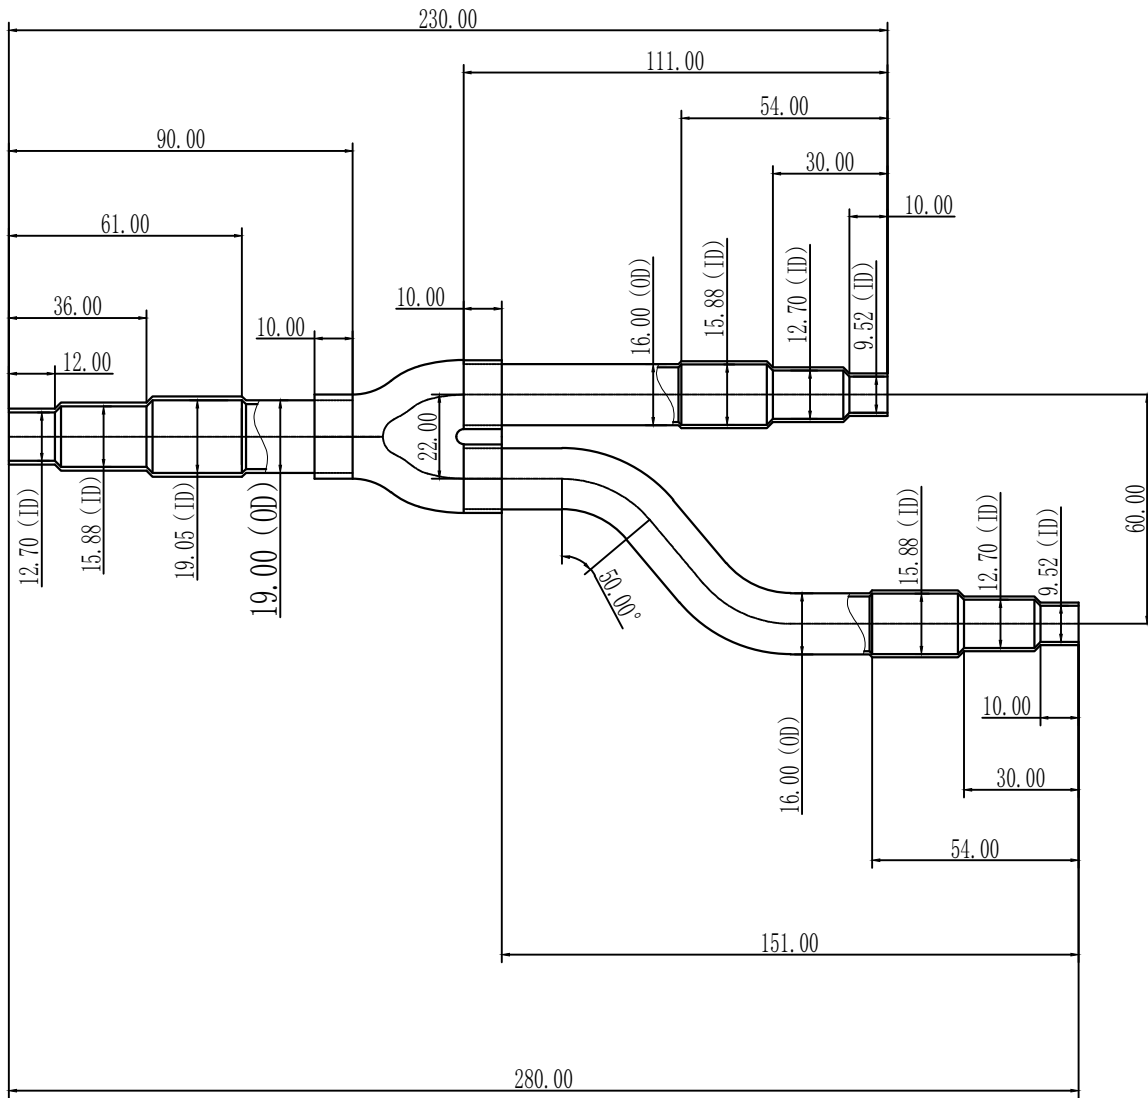 230.00
111.00
54.00
90.00
30.00
10.00
61.00
36.00
10.00
10.00
12.00
16.00 (OD)
15.88 (ID)
12.70 (ID)
9.52 (ID)
22.00
12.70 (ID)
15.88 (ID)
19.05 (ID)
19.00 (OD)
60.00
50.00°
15.88 (ID)
12.70 (ID)
9.52 (ID)
10.00
16.00 (OD)
30.00
54.00
151.00
280.00